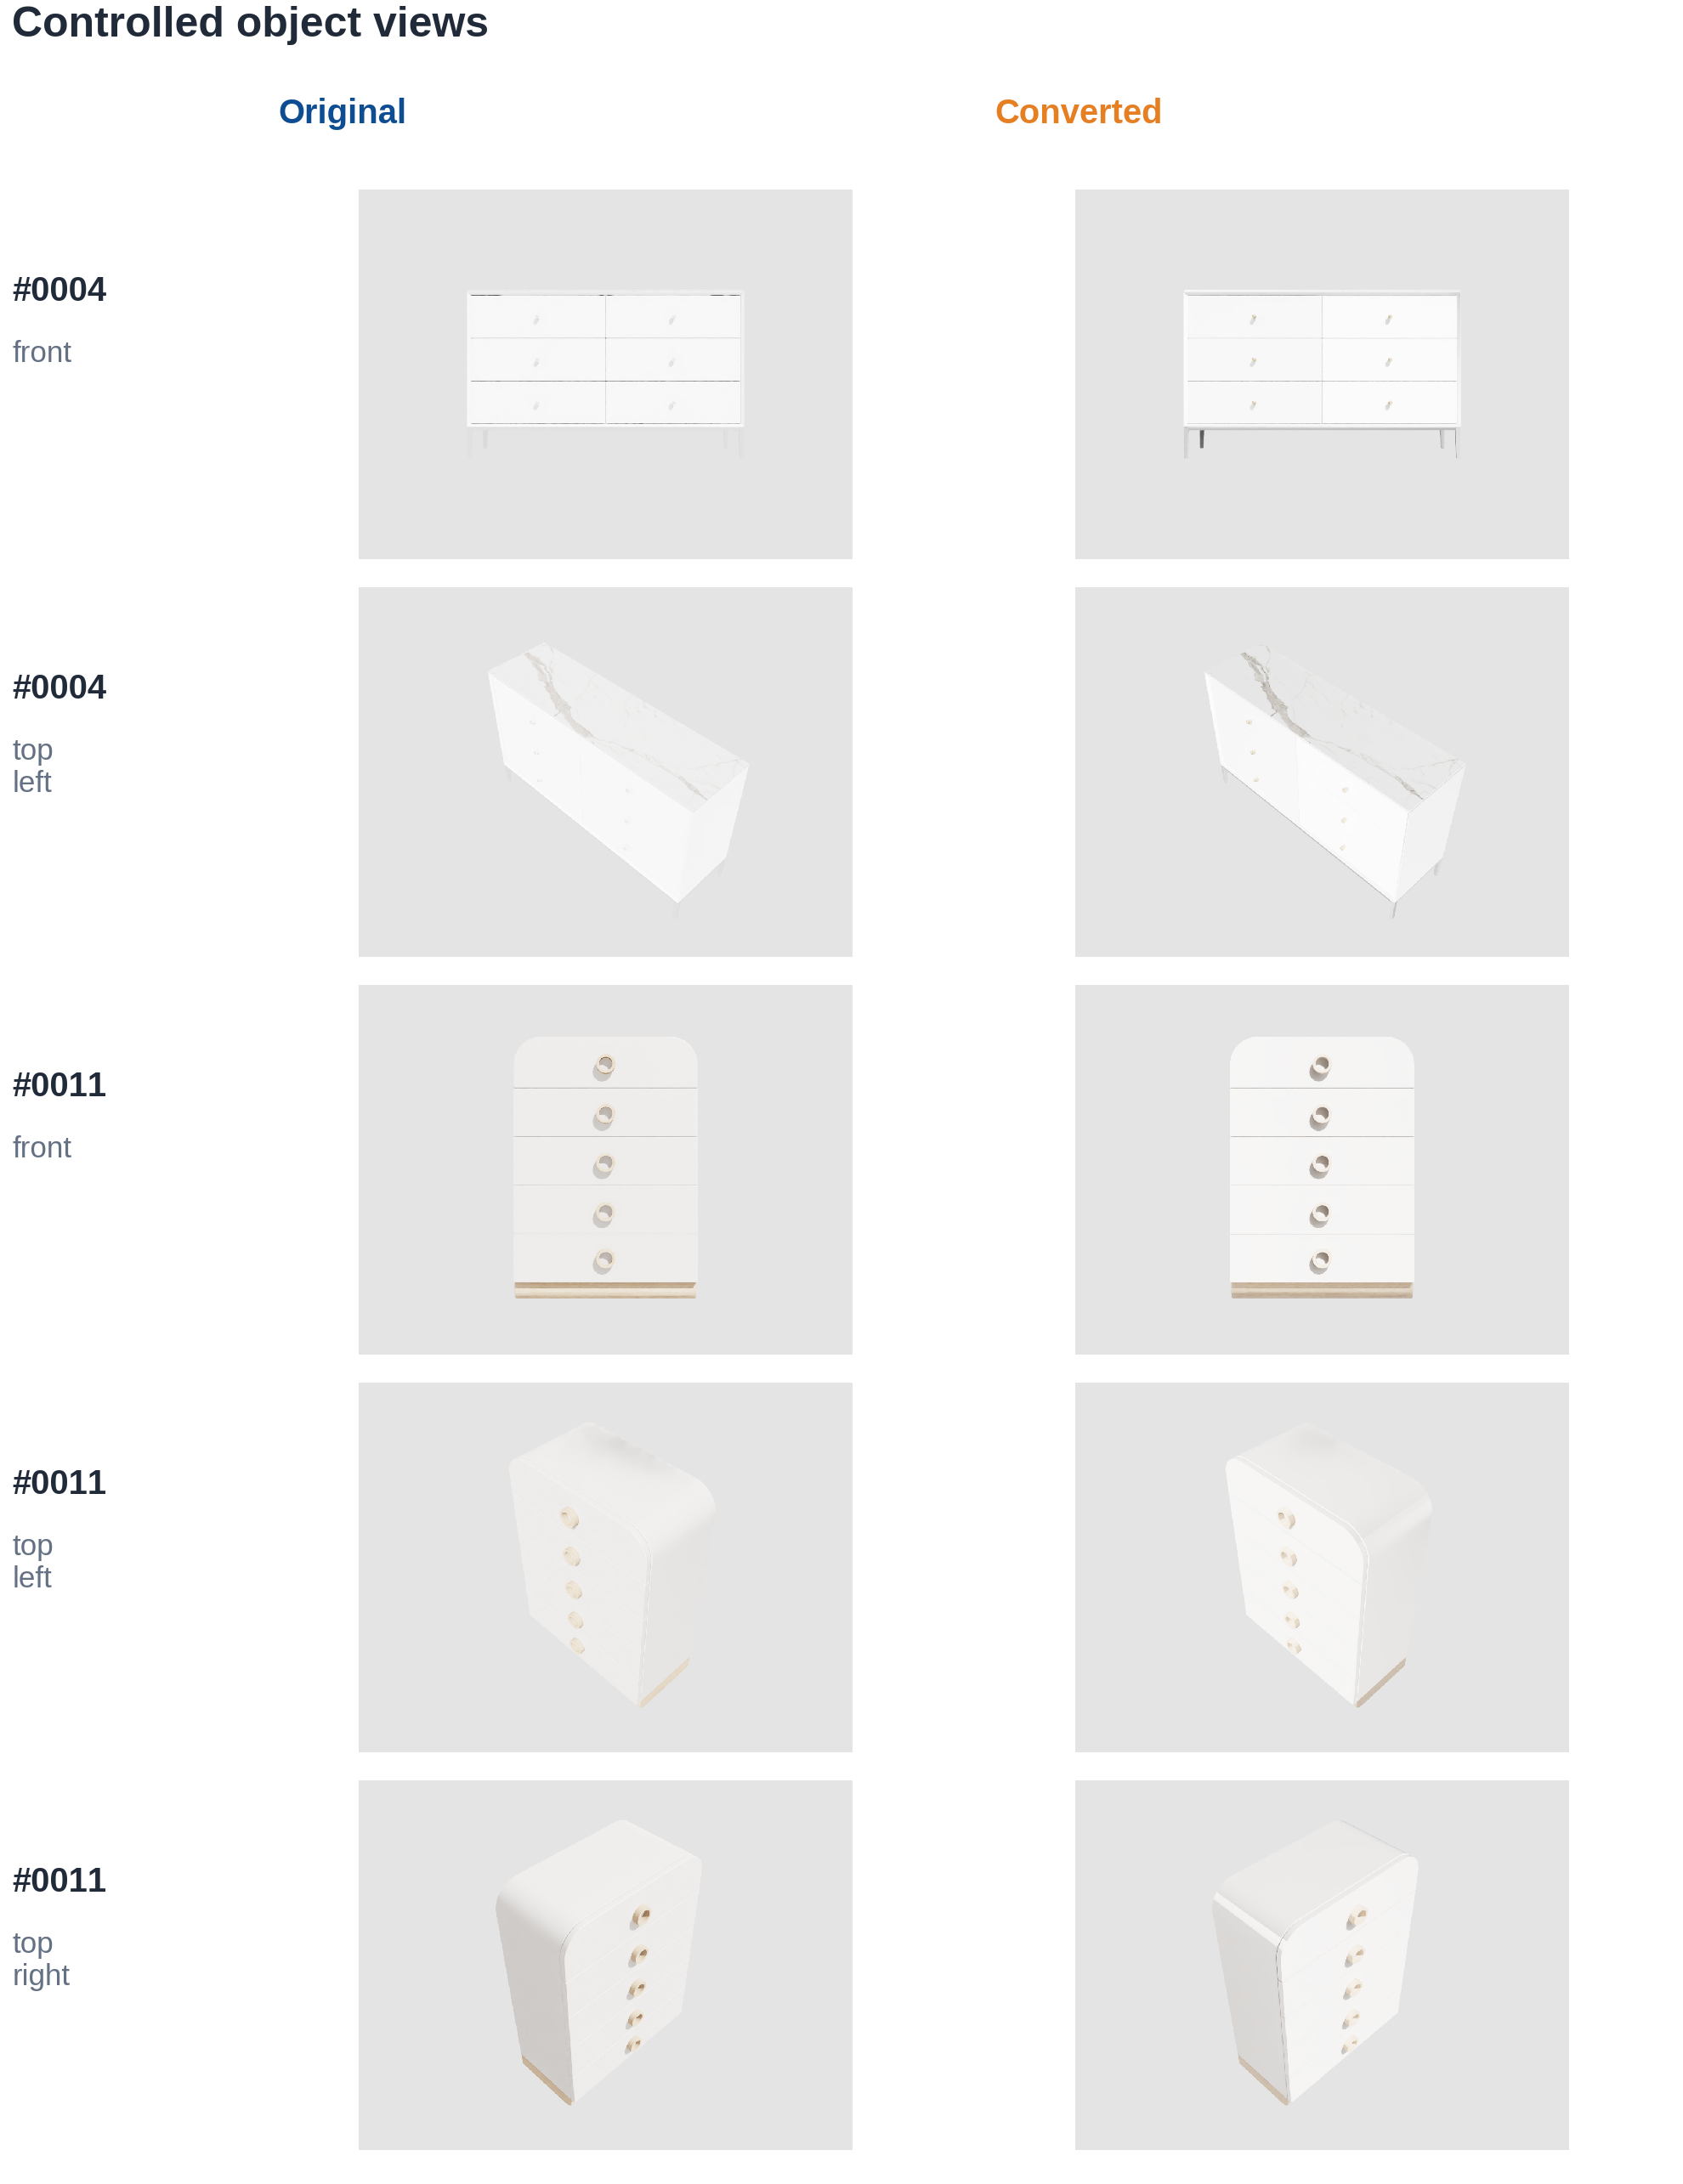 Controlled object views
Original
Converted
#0004
front
#0004
top
left
#0011
front
#0011
top
left
#0011
top
right